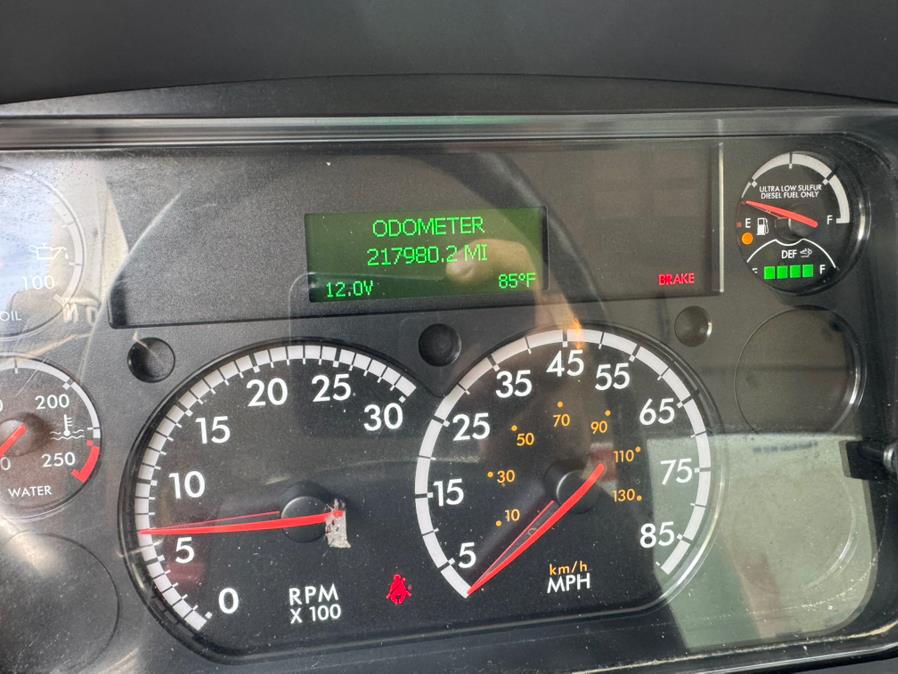 ODOMETER
217980.2 MI
12.0V 85°F
BRAKE
ULTRA LOW SULFUR
DIESEL FUEL ONLY
E F
DEF
F
100
OIL
200
250
WATER
0 5 10 15 20 25 30
RPM
X 100
5 15 25 35 45 55 65 75 85
10 30 50 70 90 110 130
km/h
MPH